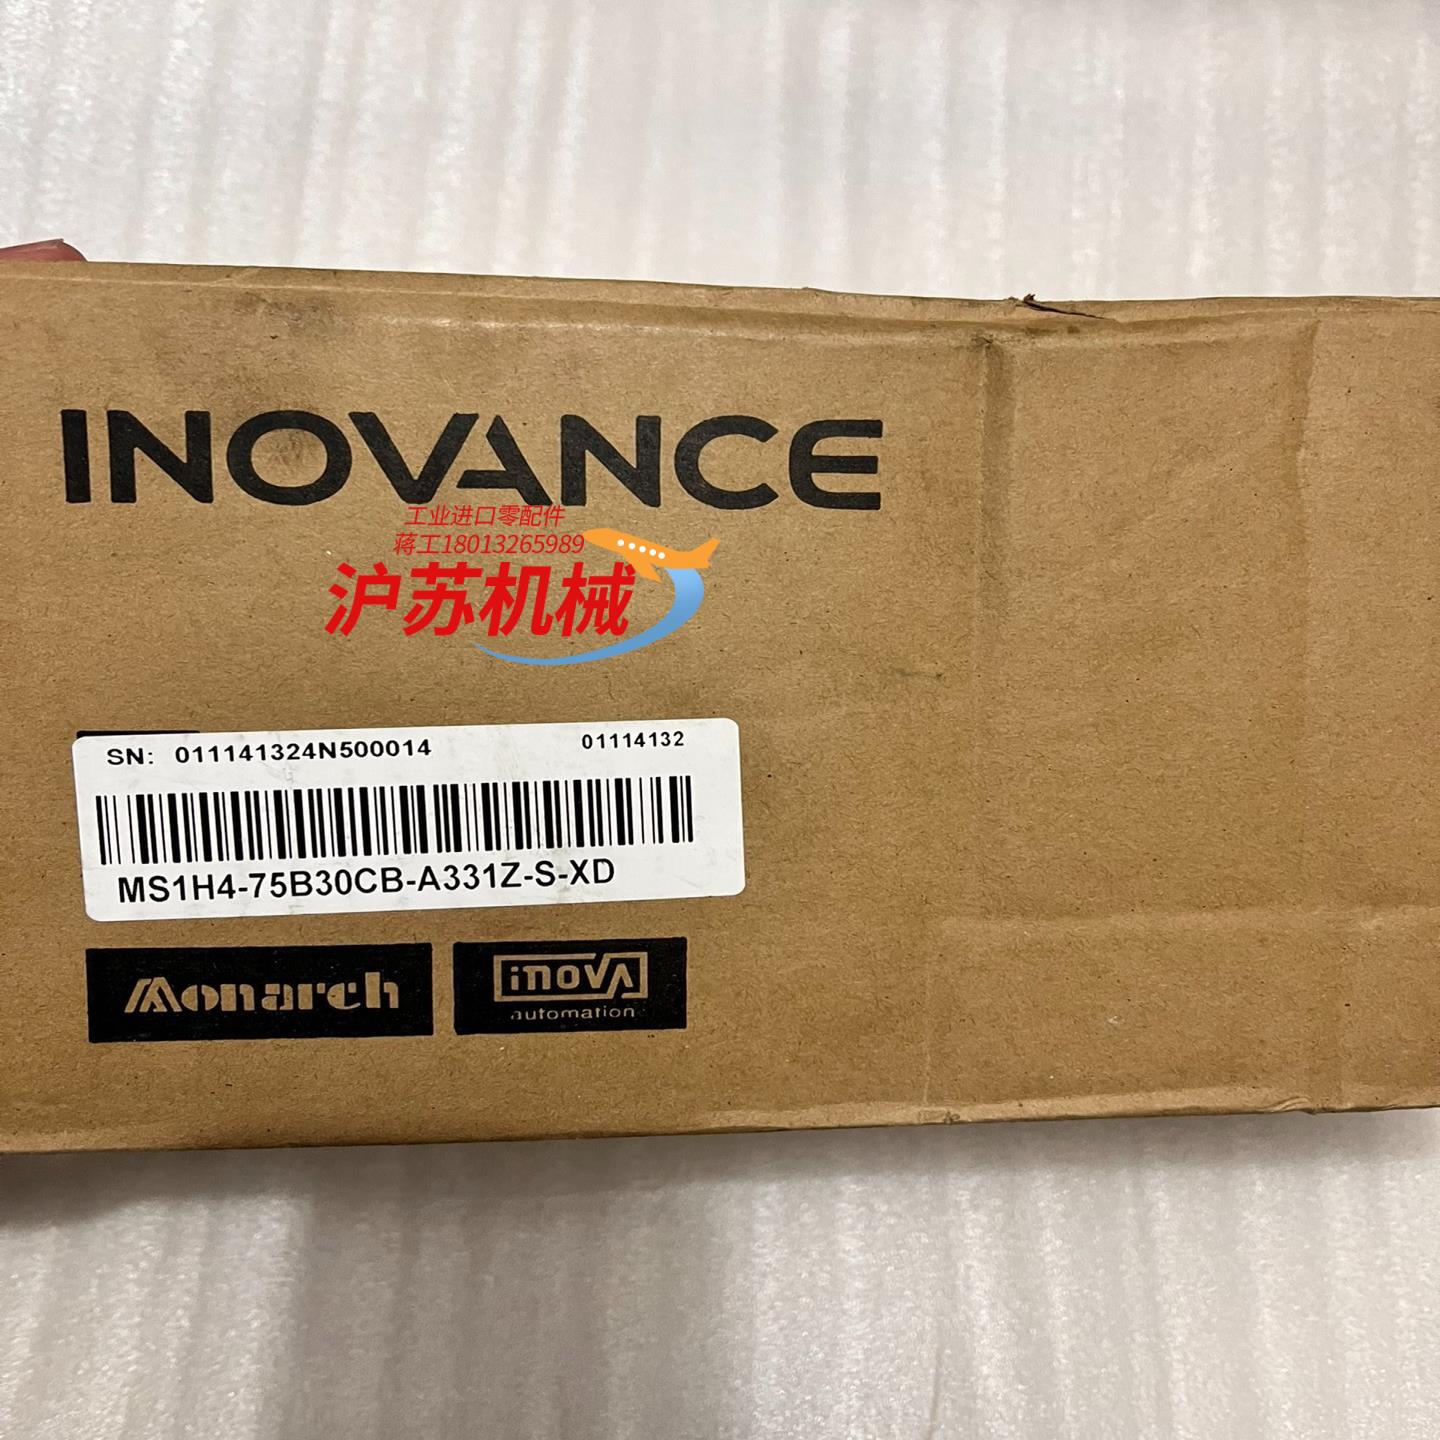 INOVANCE
工业进口零配件
蒋工18013265989
沪苏机械
SN: 011141324N500014 01114132
MS1H4-75B30CB-A331Z-S-XD
Monarch
inovA
automation